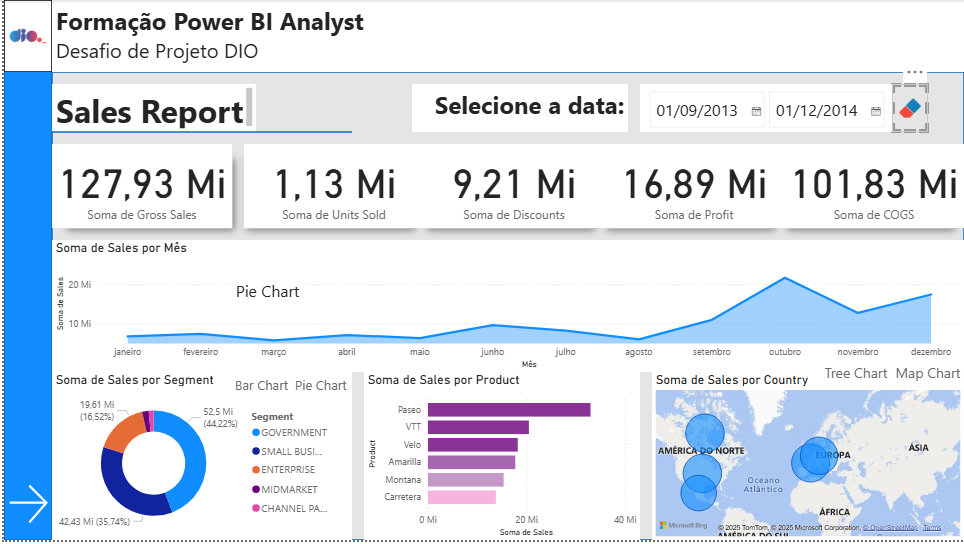 dio.
Formação Power BI Analyst
Desafio de Projeto DIO
Sales Report
Selecione a data:
01/09/2013
01/12/2014
127,93 Mi
Soma de Gross Sales
1,13 Mi
Soma de Units Sold
9,21 Mi
Soma de Discounts
16,89 Mi
Soma de Profit
101,83 Mi
Soma de COGS
Soma de Sales por Mês
Soma de Sales
20 Mi
10 Mi
Pie Chart
janeiro fevereiro março abril maio junho julho agosto setembro outubro novembro dezembro
Mês
Soma de Sales por Segment
Bar Chart Pie Chart
19,61 Mi
(16,52%)
52,5 Mi
(44,22%)
42,43 Mi (35,74%)
Segment
GOVERNMENT
SMALL BUSI...
ENTERPRISE
MIDMARKET
CHANNEL PA...
Soma de Sales por Product
Product
Paseo
VTT
Velo
Amarilla
Montana
Carretera
0 Mi 20 Mi 40 Mi
Soma de Sales
Tree Chart Map Chart
Soma de Sales por Country
AMÉRICA DO NORTE
EUROPA
ÁSIA
Oceano
Atlântico
ÁFRICA
Microsoft Bing
© 2025 TomTom, © 2025 Microsoft Corporation, © OpenStreetMap Terms
AMÉRICA DO SUL